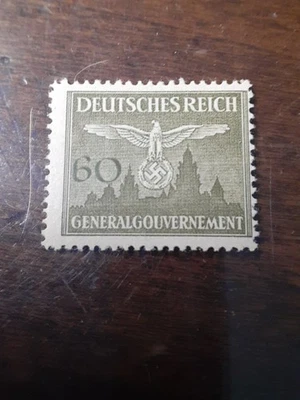 DEUTSCHES REICH
60
GENERALGOUVERNEMENT